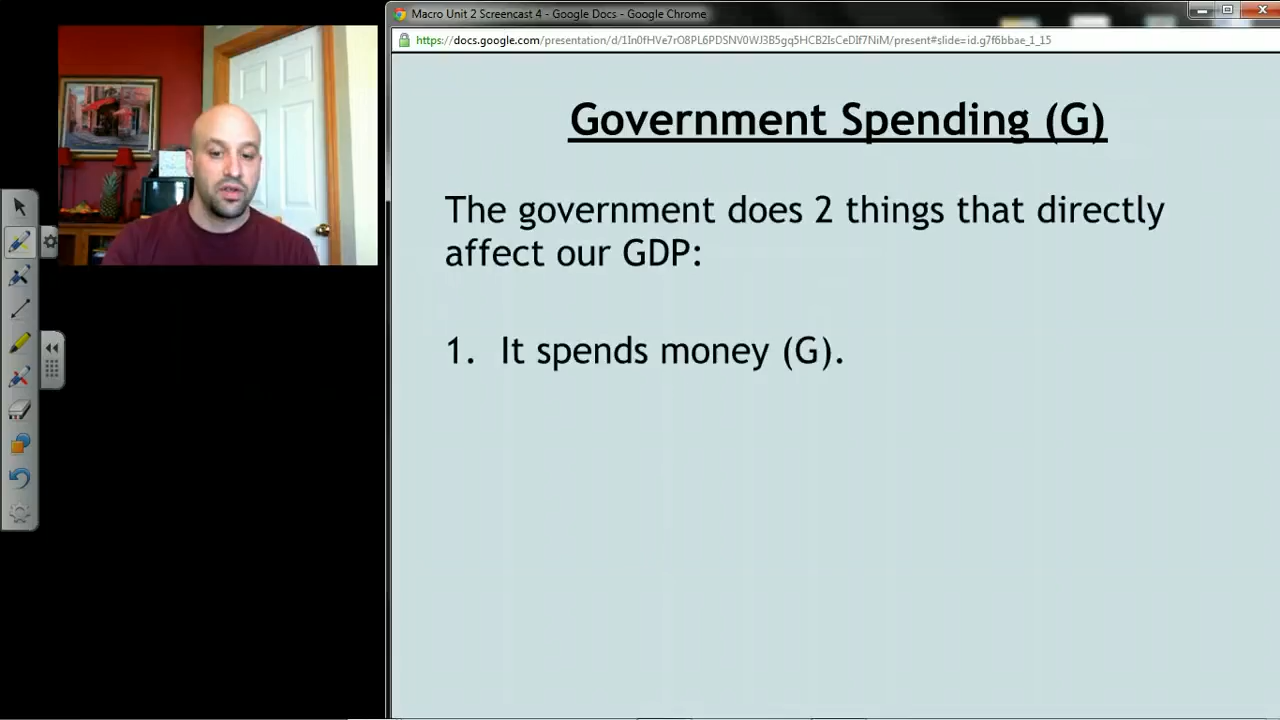 Macro Unit 2 Screencast 4 - Google Docs - Google Chrome
https://docs.google.com/presentation/d/1In0fHVe7rO8PL6PDSNV0WJ3B5gq5HCB2IsCeDIf7NiM/present#slide=id.g7f6bbae_1_15
Government Spending (G)
The government does 2 things that directly
affect our GDP:
1. It spends money (G).